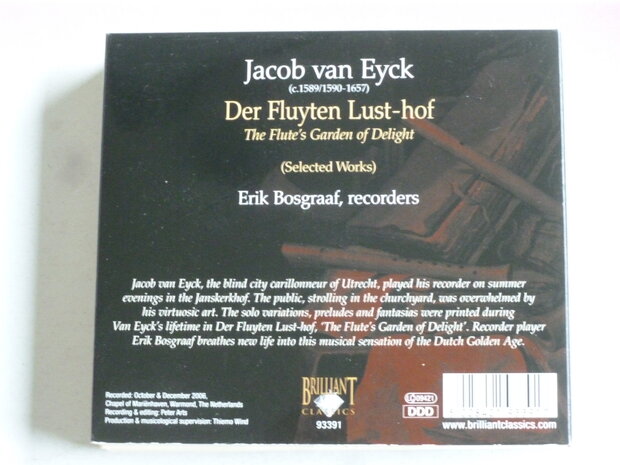 Jacob van Eyck
(c.1589/1590-1657)
Der Fluyten Lust-hof
The Flute's Garden of Delight
(Selected Works)
Erik Bosgraaf, recorders
Jacob van Eyck, the blind city carillonneur of Utrecht, played his recorder on summer
evenings in the Janskerkhof. The public, strolling in the churchyard, was overwhelmed by
his virtuosic art. The solo variations, preludes and fantasias were printed during
Van Eyck's lifetime in Der Fluyten Lust-hof, 'The Flute's Garden of Delight'. Recorder player
Erik Bosgraaf breathes new life into this musical sensation of the Dutch Golden Age.
Recorded: October & December 2006,
Chapel of Mariënhaven, Warmond, The Netherlands
Recording & editing: Peter Arts
Production & musicological supervision: Thiemo Wind
BRILLIANT
CLASSICS
93391
LC 09421
DDD
www.brilliantclassics.com